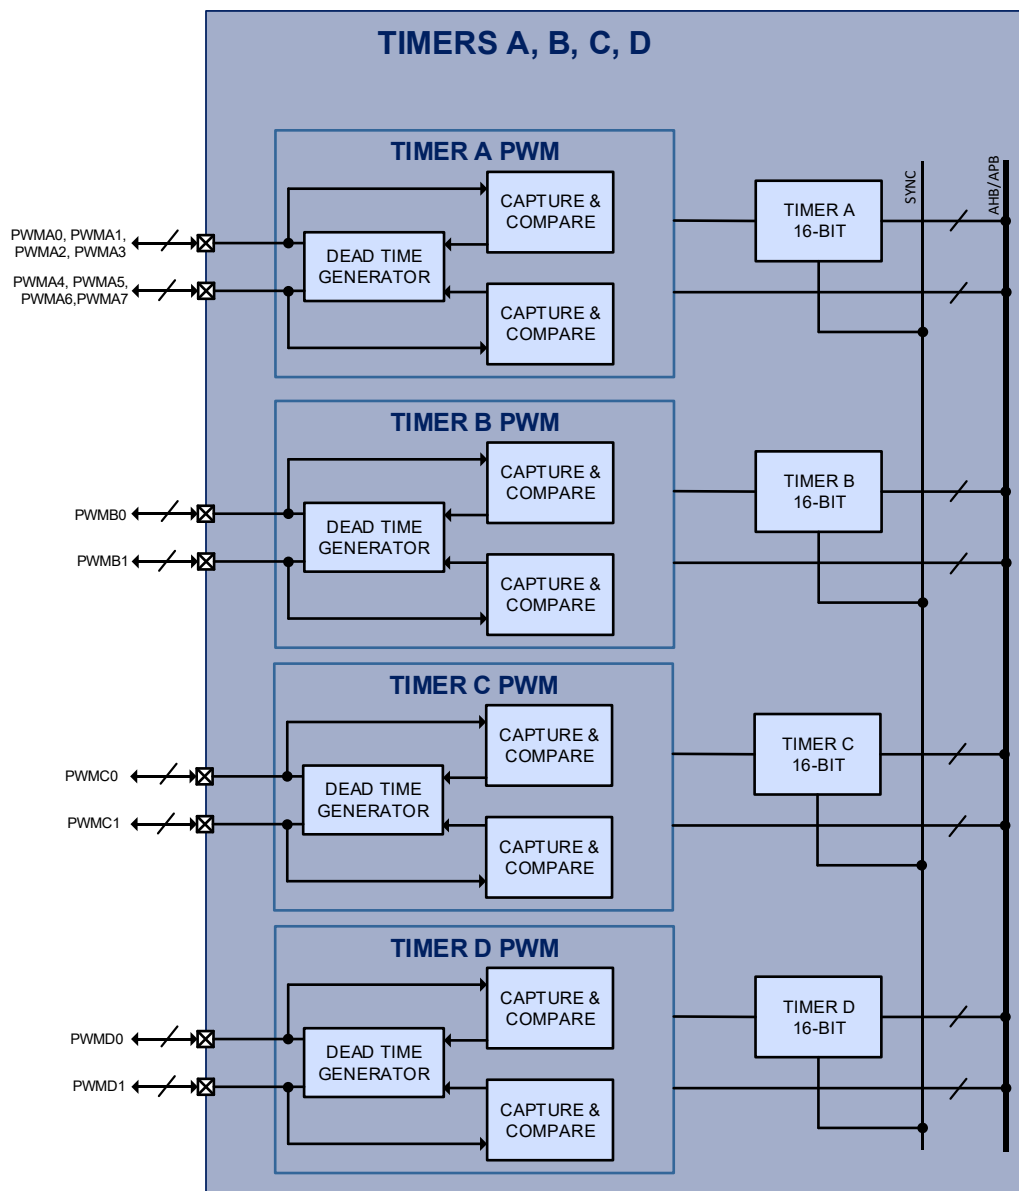 TIMERS A, B, C, D
SYNC
AHB/APB
TIMER A PWM
CAPTURE &
COMPARE
TIMER A
16-BIT
PWMA0, PWMA1,
PWMA2, PWMA3
DEAD TIME
GENERATOR
PWMA4, PWMA5,
PWMA6,PWMA7
CAPTURE &
COMPARE
TIMER B PWM
CAPTURE &
COMPARE
TIMER B
16-BIT
PWMB0
DEAD TIME
GENERATOR
PWMB1
CAPTURE &
COMPARE
TIMER C PWM
CAPTURE &
COMPARE
TIMER C
16-BIT
PWMC0
DEAD TIME
GENERATOR
PWMC1
CAPTURE &
COMPARE
TIMER D PWM
CAPTURE &
COMPARE
TIMER D
16-BIT
PWMD0
DEAD TIME
GENERATOR
PWMD1
CAPTURE &
COMPARE